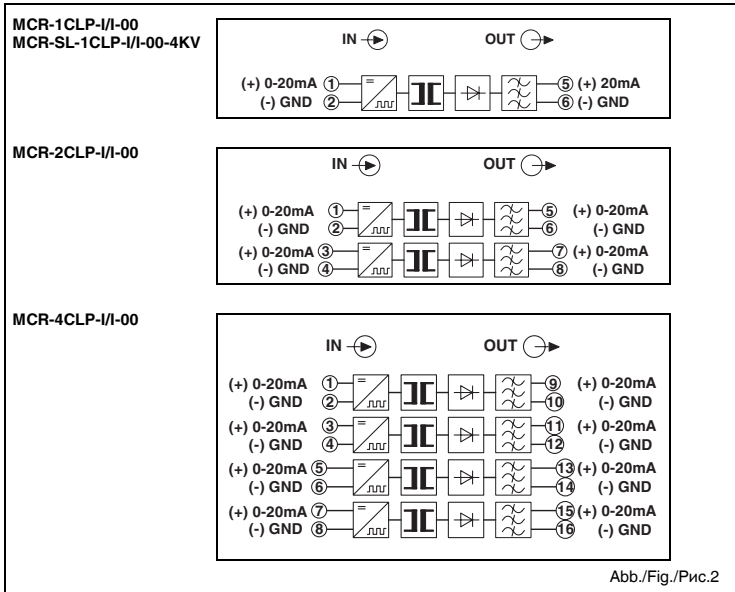 MCR-1CLP-I/I-00
MCR-SL-1CLP-I/I-00-4KV
IN OUT
(+) 0-20mA 1 5 (+) 20mA
(-) GND 2 6 (-) GND
MCR-2CLP-I/I-00
IN OUT
(+) 0-20mA 1 5 (+) 0-20mA
(-) GND 2 6 (-) GND
(+) 0-20mA 3 7 (+) 0-20mA
(-) GND 4 8 (-) GND
MCR-4CLP-I/I-00
IN OUT
(+) 0-20mA 1 9 (+) 0-20mA
(-) GND 2 10 (-) GND
(+) 0-20mA 3 11 (+) 0-20mA
(-) GND 4 12 (-) GND
(+) 0-20mA 5 13 (+) 0-20mA
(-) GND 6 14 (-) GND
(+) 0-20mA 7 15 (+) 0-20mA
(-) GND 8 16 (-) GND
Abb./Fig./Рис.2